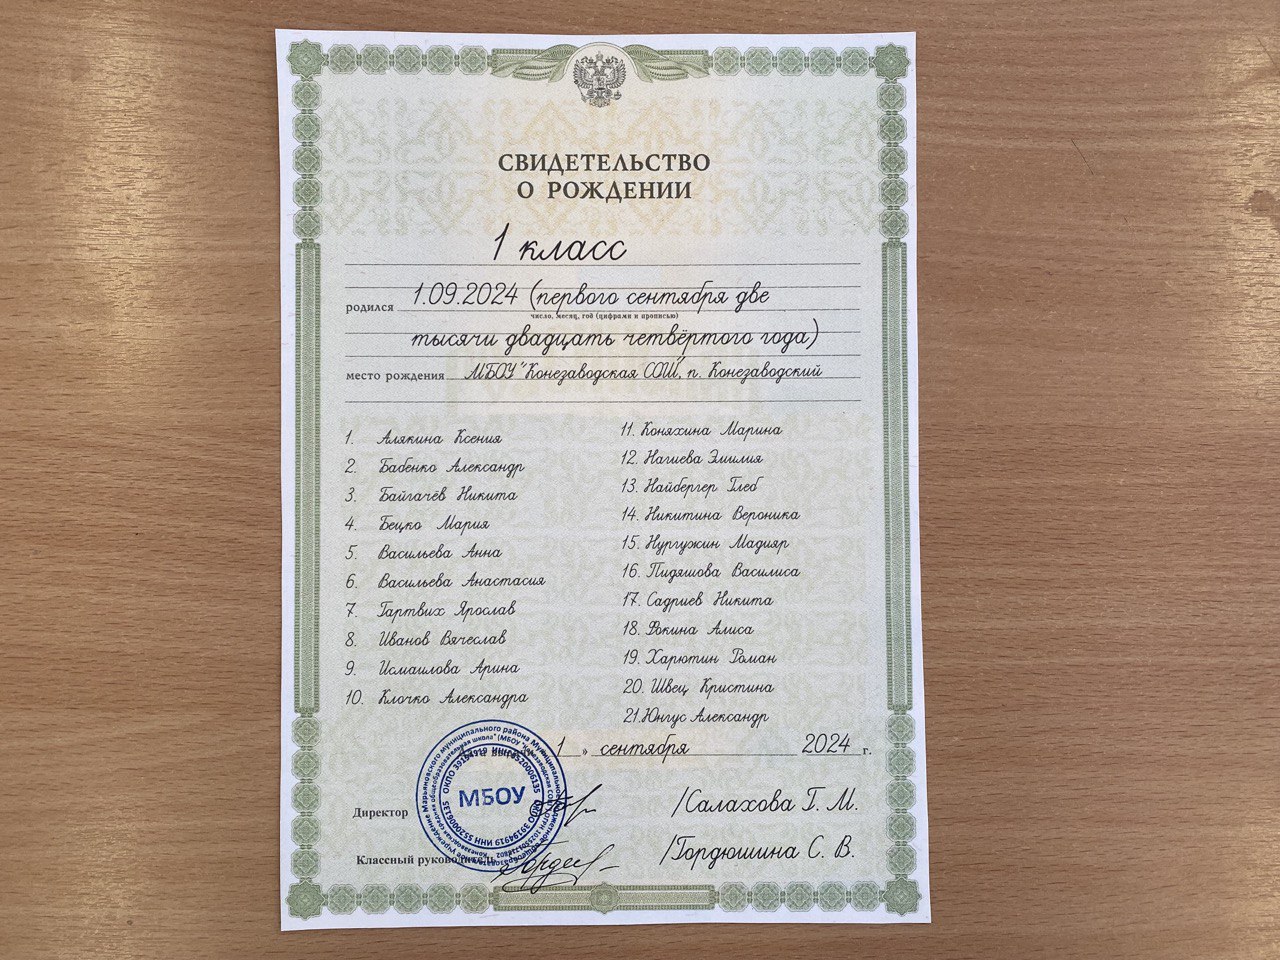 СВИДЕТЕЛЬСТВО
О РОЖДЕНИИ
1 класс
родился 1.09.2024 (первого сентября две
число, месяц, год (цифрами и прописью)
тысячи двадцать четвёртого года)
место рождения МБОУ "Конезаводская СОШ", п. Конезаводский
1. Алякина Ксения
2. Бабенко Александр
3. Байгачёв Никита
4. Бецко Мария
5. Васильева Анна
6. Васильева Анастасия
7. Гартвих Ярослав
8. Иванов Вячеслав
9. Исмаилова Арина
10. Клочко Александра
11. Коняхина Марина
12. Нагиева Эмилия
13. Найбергер Глеб
14. Никитина Вероника
15. Нургужин Мадияр
16. Пидяшова Василиса
17. Садриев Никита
18. Фокина Алиса
19. Харютин Роман
20. Швец Кристина
21. Юнгус Александр
1 » сентября 2024 г.
МБОУ
Директор /Салахова Г. М.
Классный руководитель /Гордюшина С. В.